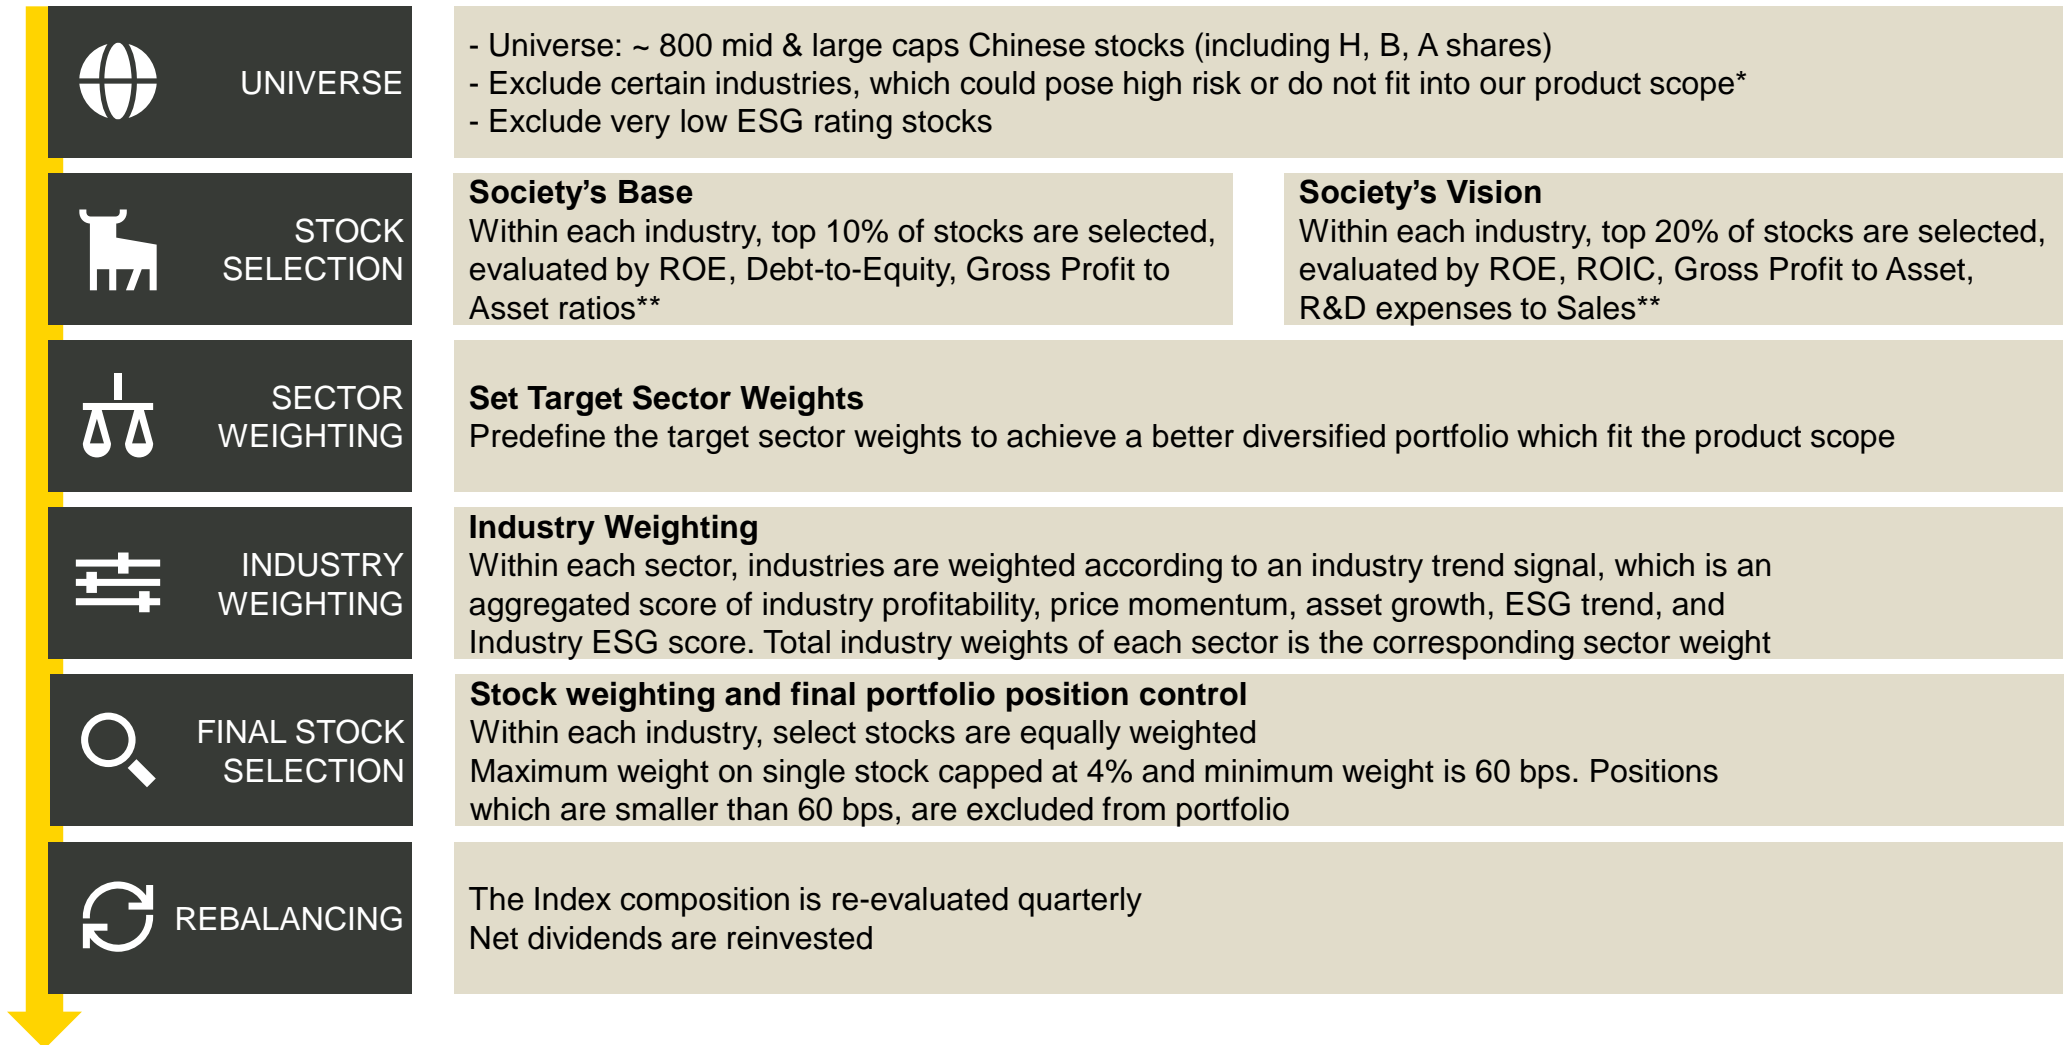 UNIVERSE
- Universe: ~ 800 mid & large caps Chinese stocks (including H, B, A shares)
- Exclude certain industries, which could pose high risk or do not fit into our product scope*
- Exclude very low ESG rating stocks
STOCK
SELECTION
Society’s Base
Within each industry, top 10% of stocks are selected,
evaluated by ROE, Debt-to-Equity, Gross Profit to
Asset ratios**
Society’s Vision
Within each industry, top 20% of stocks are selected,
evaluated by ROE, ROIC, Gross Profit to Asset,
R&D expenses to Sales**
SECTOR
WEIGHTING
Set Target Sector Weights
Predefine the target sector weights to achieve a better diversified portfolio which fit the product scope
INDUSTRY
WEIGHTING
Industry Weighting
Within each sector, industries are weighted according to an industry trend signal, which is an
aggregated score of industry profitability, price momentum, asset growth, ESG trend, and
Industry ESG score. Total industry weights of each sector is the corresponding sector weight
FINAL STOCK
SELECTION
Stock weighting and final portfolio position control
Within each industry, select stocks are equally weighted
Maximum weight on single stock capped at 4% and minimum weight is 60 bps. Positions
which are smaller than 60 bps, are excluded from portfolio
REBALANCING
The Index composition is re-evaluated quarterly
Net dividends are reinvested